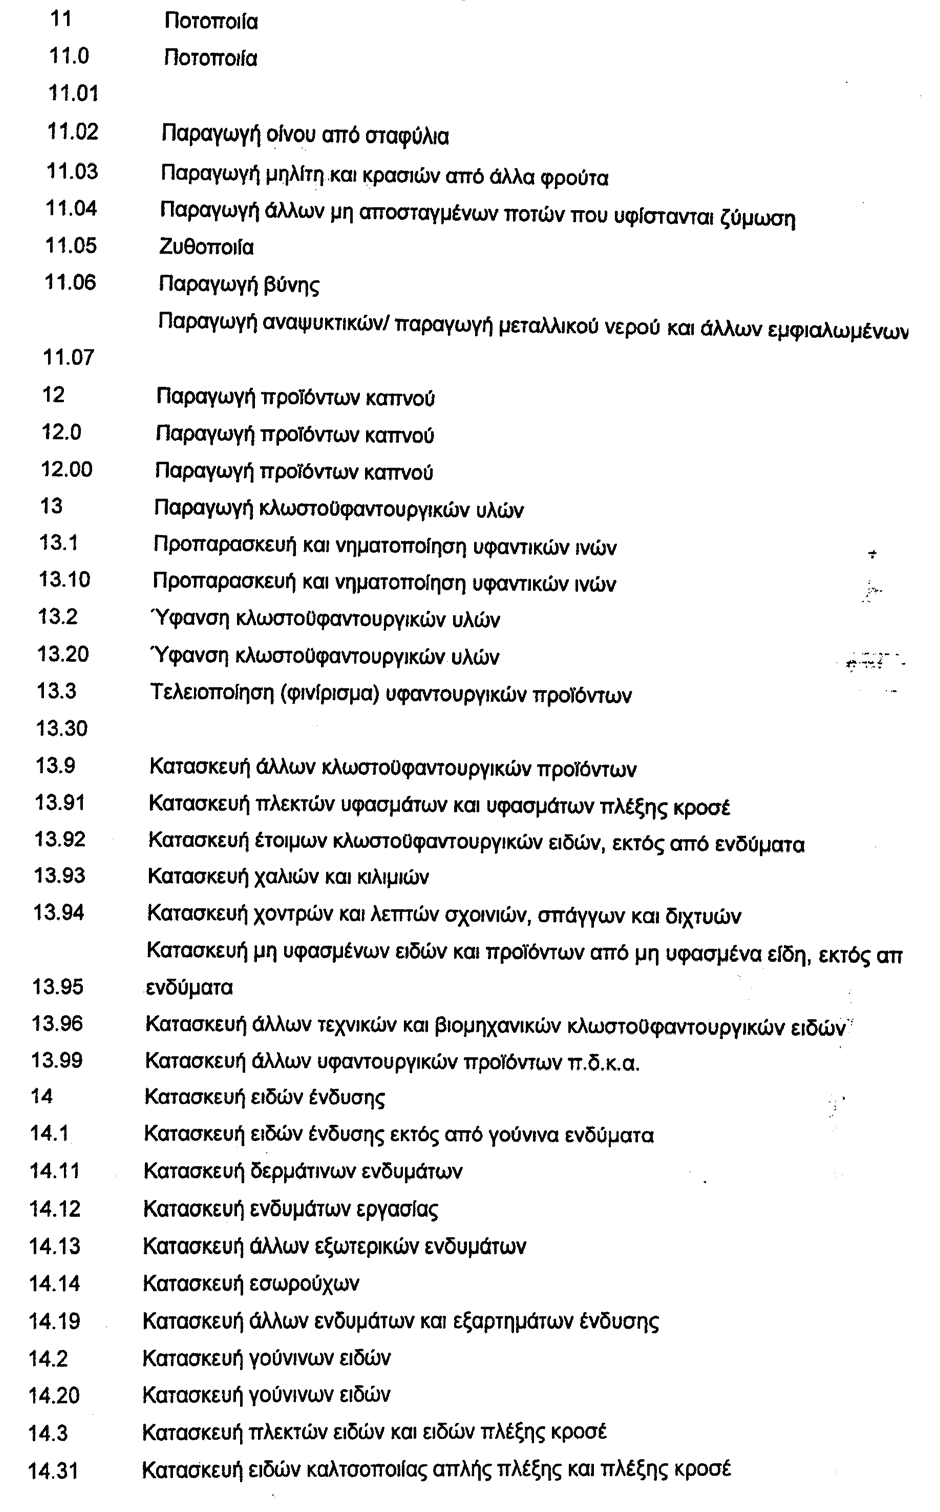 11 Ποτοποιία
11.0 Ποτοποιία
11.01
11.02 Παραγωγή οίνου από σταφύλια
11.03 Παραγωγή μηλίτη και κρασιών από άλλα φρούτα
11.04 Παραγωγή άλλων μη αποσταγμένων ποτών που υφίστανται ζύμωση
11.05 Ζυθοποιία
11.06 Παραγωγή βύνης
Παραγωγή αναψυκτικών/ παραγωγή μεταλλικού νερού και άλλων εμφιαλωμένων
11.07
12 Παραγωγή προϊόντων καπνού
12.0 Παραγωγή προϊόντων καπνού
12.00 Παραγωγή προϊόντων καπνού
13 Παραγωγή κλωστοϋφαντουργικών υλών
13.1 Προπαρασκευή και νηματοποίηση υφαντικών ινών
13.10 Προπαρασκευή και νηματοποίηση υφαντικών ινών
13.2 Ύφανση κλωστοϋφαντουργικών υλών
13.20 Ύφανση κλωστοϋφαντουργικών υλών
13.3 Τελειοποίηση (φινίρισμα) υφαντουργικών προϊόντων
13.30
13.9 Κατασκευή άλλων κλωστοϋφαντουργικών προϊόντων
13.91 Κατασκευή πλεκτών υφασμάτων και υφασμάτων πλέξης κροσέ
13.92 Κατασκευή έτοιμων κλωστοϋφαντουργικών ειδών, εκτός από ενδύματα
13.93 Κατασκευή χαλιών και κιλιμιών
13.94 Κατασκευή χοντρών και λεπτών σχοινιών, σπάγγων και διχτυών
Κατασκευή μη υφασμένων ειδών και προϊόντων από μη υφασμένα είδη, εκτός απ
13.95 ενδύματα
13.96 Κατασκευή άλλων τεχνικών και βιομηχανικών κλωστοϋφαντουργικών ειδών
13.99 Κατασκευή άλλων υφαντουργικών προϊόντων π.δ.κ.α.
14 Κατασκευή ειδών ένδυσης
14.1 Κατασκευή ειδών ένδυσης εκτός από γούνινα ενδύματα
14.11 Κατασκευή δερμάτινων ενδυμάτων
14.12 Κατασκευή ενδυμάτων εργασίας
14.13 Κατασκευή άλλων εξωτερικών ενδυμάτων
14.14 Κατασκευή εσωρούχων
14.19 Κατασκευή άλλων ενδυμάτων και εξαρτημάτων ένδυσης
14.2 Κατασκευή γούνινων ειδών
14.20 Κατασκευή γούνινων ειδών
14.3 Κατασκευή πλεκτών ειδών και ειδών πλέξης κροσέ
14.31 Κατασκευή ειδών καλτσοποιίας απλής πλέξης και πλέξης κροσέ